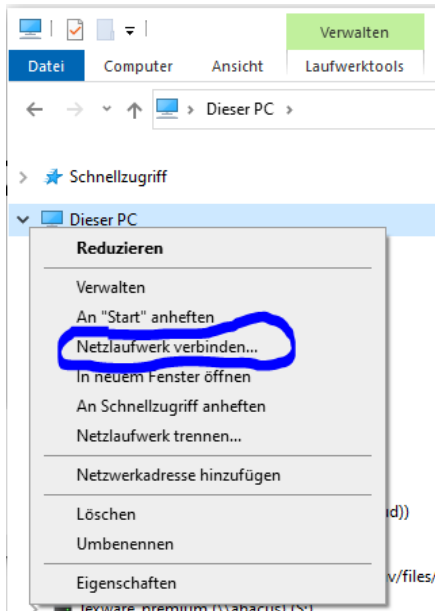 Verwalten
Datei Computer Ansicht Laufwerktools
Dieser PC
Schnellzugriff
Dieser PC
Reduzieren
Verwalten
An "Start" anheften
Netzlaufwerk verbinden...
In neuem Fenster öffnen
An Schnellzugriff anheften
Netzlaufwerk trennen...
Netzwerkadresse hinzufügen
Löschen
Umbenennen
Eigenschaften